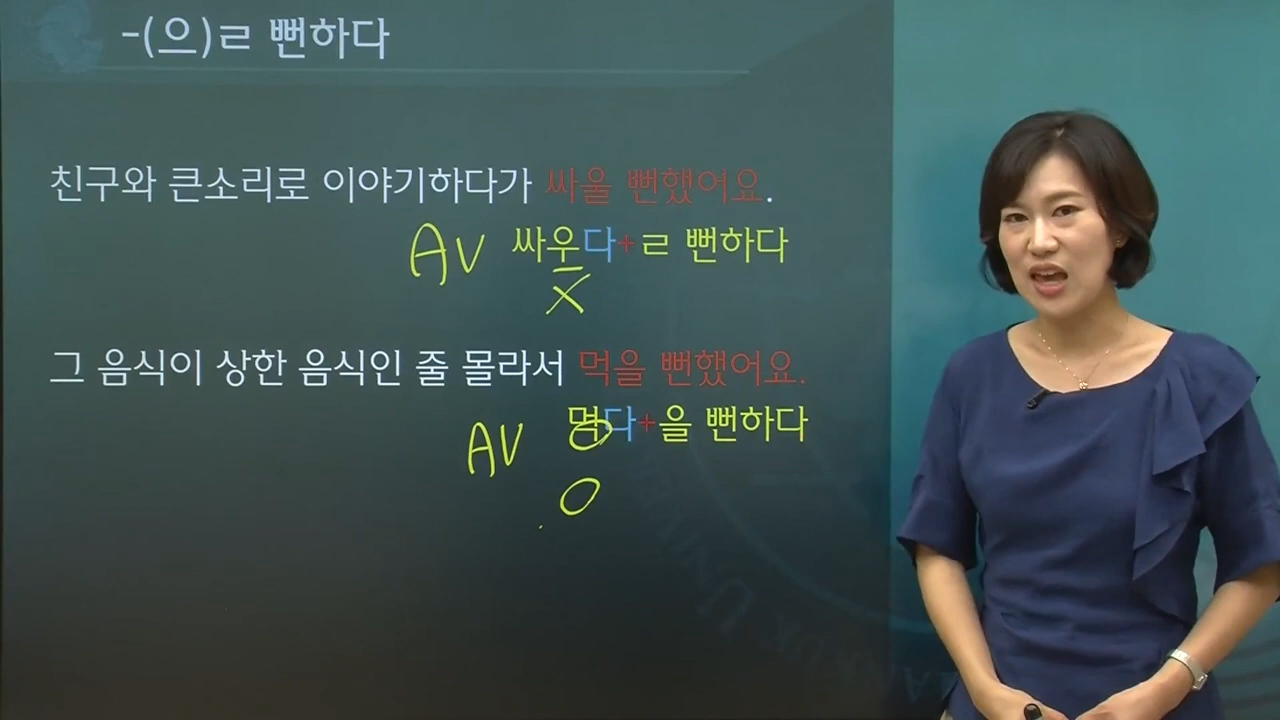 -(으)ㄹ 뻔하다
친구와 큰소리로 이야기하다가 싸울 뻔했어요.
AV 싸우다+ㄹ 뻔하다
X
그 음식이 상한 음식인 줄 몰라서 먹을 뻔했어요.
AV 먹다+을 뻔하다
O